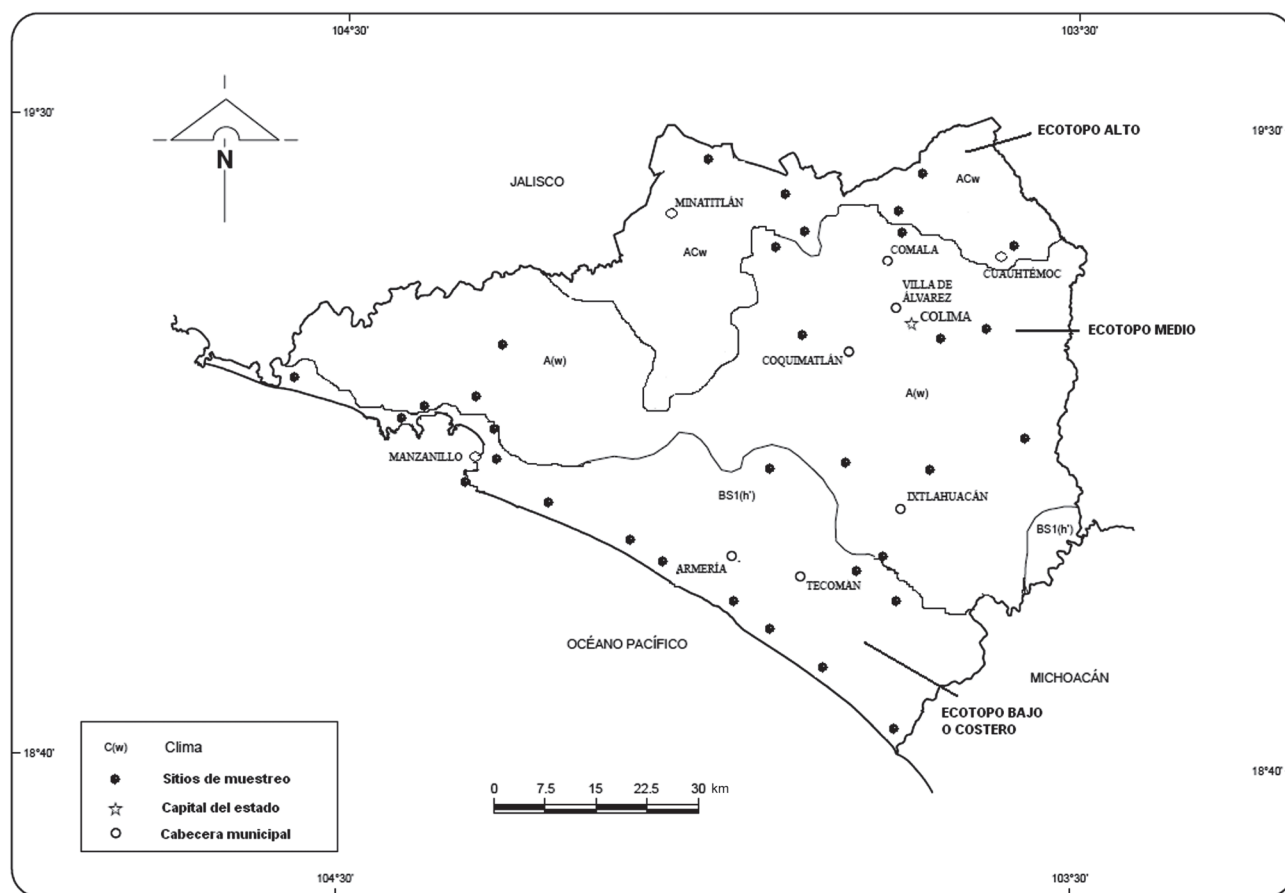 104°30'
103°30'
19°30'
19°30'
ECOTOPO ALTO
N
JALISCO
ACw
MINATITLÁN
ACw
COMALA
CUAUHTÉMOC
VILLA DE
ÁLVAREZ
COLIMA
ECOTOPO MEDIO
COQUIMATLÁN
A(w)
A(w)
MANZANILLO
BS1(h')
IXTLAHUACÁN
BS1(h')
ARMERÍA
TECOMAN
OCÉANO PACÍFICO
MICHOACÁN
ECOTOPO BAJO
O COSTERO
C(w) Clima
Sitios de muestreo
Capital del estado
Cabecera municipal
0 7.5 15 22.5 30 km
18°40'
18°40'
104°30'
103°30'